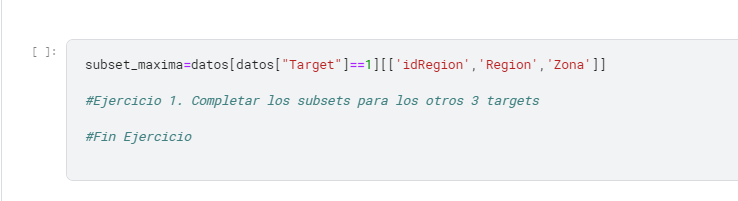 [ ]:
subset_maxima=datos[datos["Target"]==1][['idRegion','Region','Zona']]
#Ejercicio 1. Completar los subsets para los otros 3 targets
#Fin Ejercicio